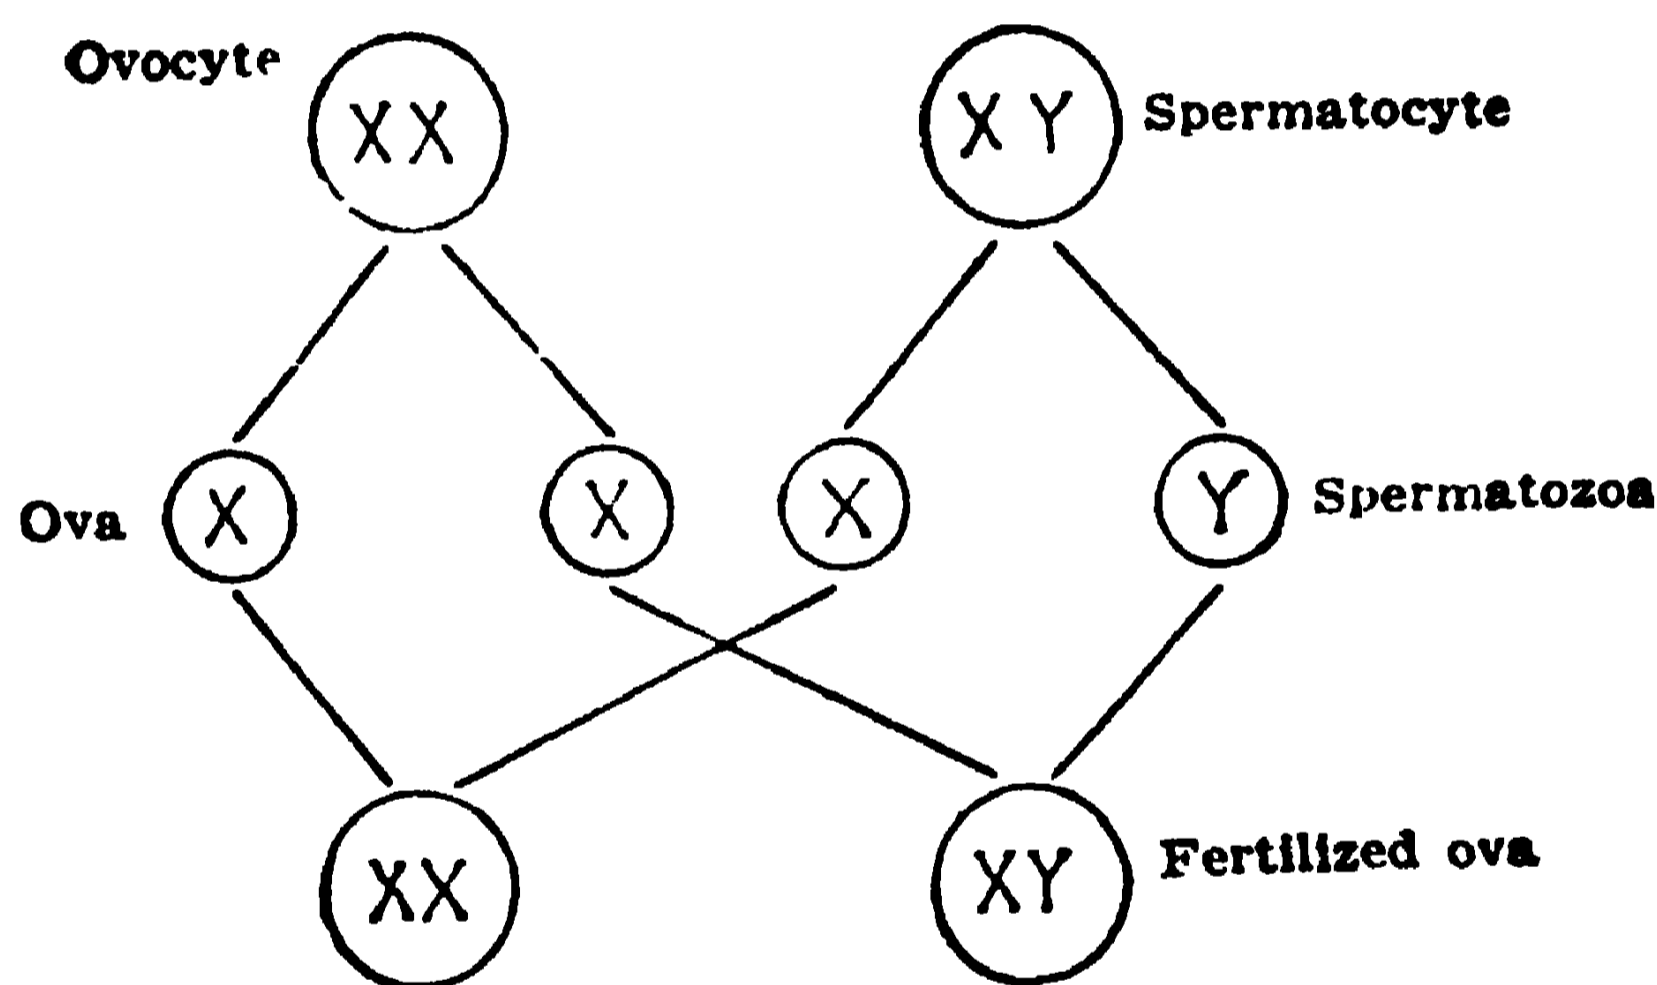 Ovocyte
XX
XY
Spermatocyte
Ova
X
X
X
Y
Spermatozoa
XX
XY
Fertilized ova